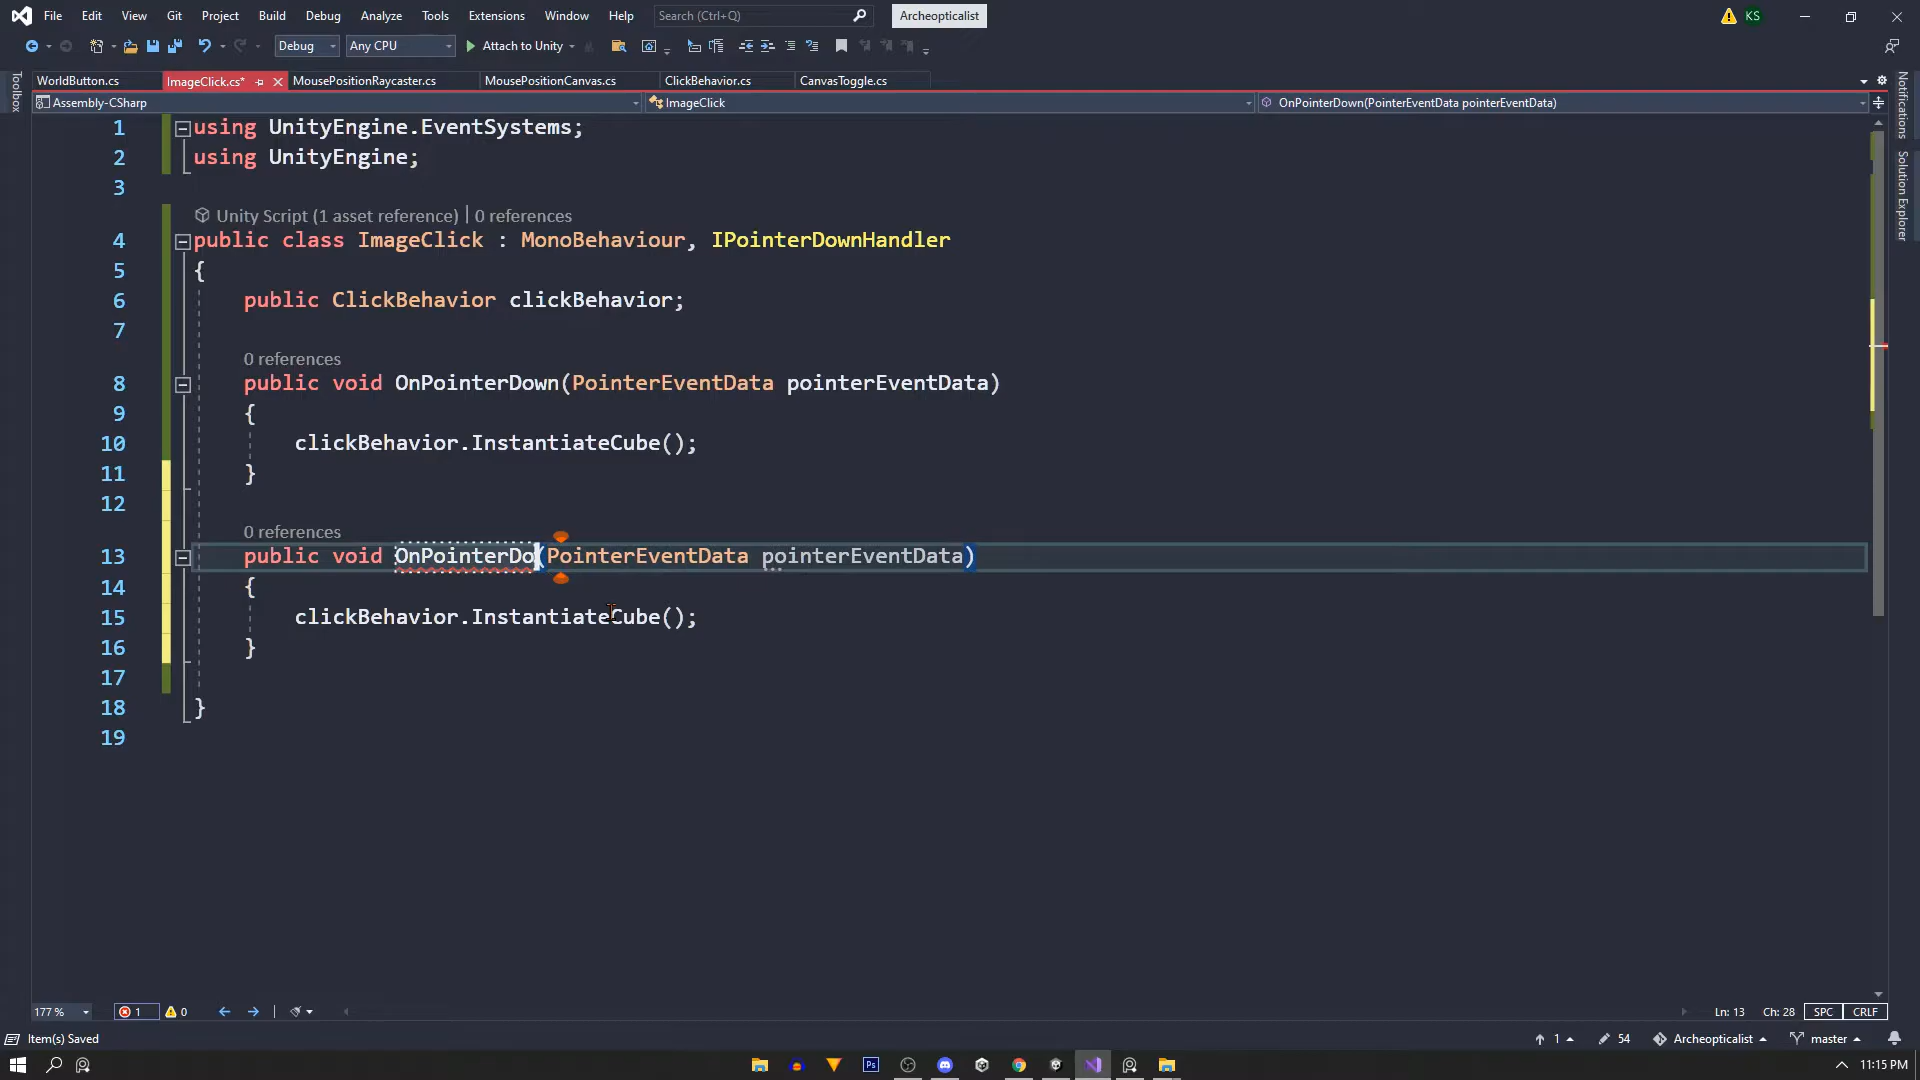 File Edit View Git Project Build Debug Analyze Tools Extensions Window Help Search (Ctrl+Q) Archeopticalist KS
Debug Any CPU Attach to Unity
Toolbox
WorldButton.cs ImageClick.cs* MousePositionRaycaster.cs MousePositionCanvas.cs ClickBehavior.cs CanvasToggle.cs
Assembly-CSharp ImageClick OnPointerDown(PointerEventData pointerEventData)
Notifications
Solution Explorer
1 using UnityEngine.EventSystems;
2 using UnityEngine;
3
Unity Script (1 asset reference) | 0 references
4 public class ImageClick : MonoBehaviour, IPointerDownHandler
5 {
6 public ClickBehavior clickBehavior;
7
0 references
8 public void OnPointerDown(PointerEventData pointerEventData)
9 {
10 clickBehavior.InstantiateCube();
11 }
12
0 references
13 public void OnPointerDo(PointerEventData pointerEventData)
14 {
15 clickBehavior.InstantiateCube();
16 }
17
18 }
19
177 % 1 0 Ln: 13 Ch: 28 SPC CRLF
Item(s) Saved 1 54 Archeopticalist master
Ps 11:15 PM